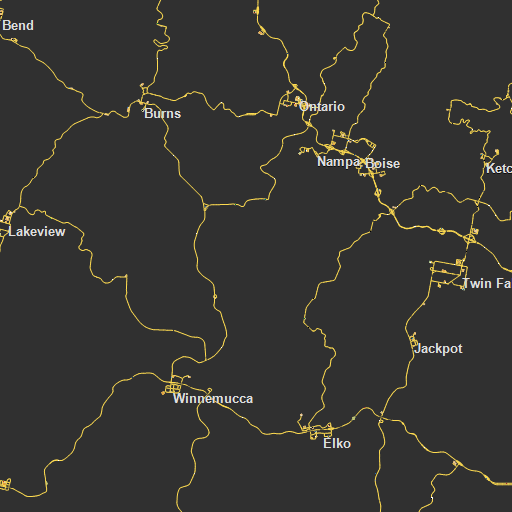 Bend
Burns
Ontario
Nampa
Boise
Ketc
Lakeview
Twin Fa
Jackpot
Winnemucca
Elko